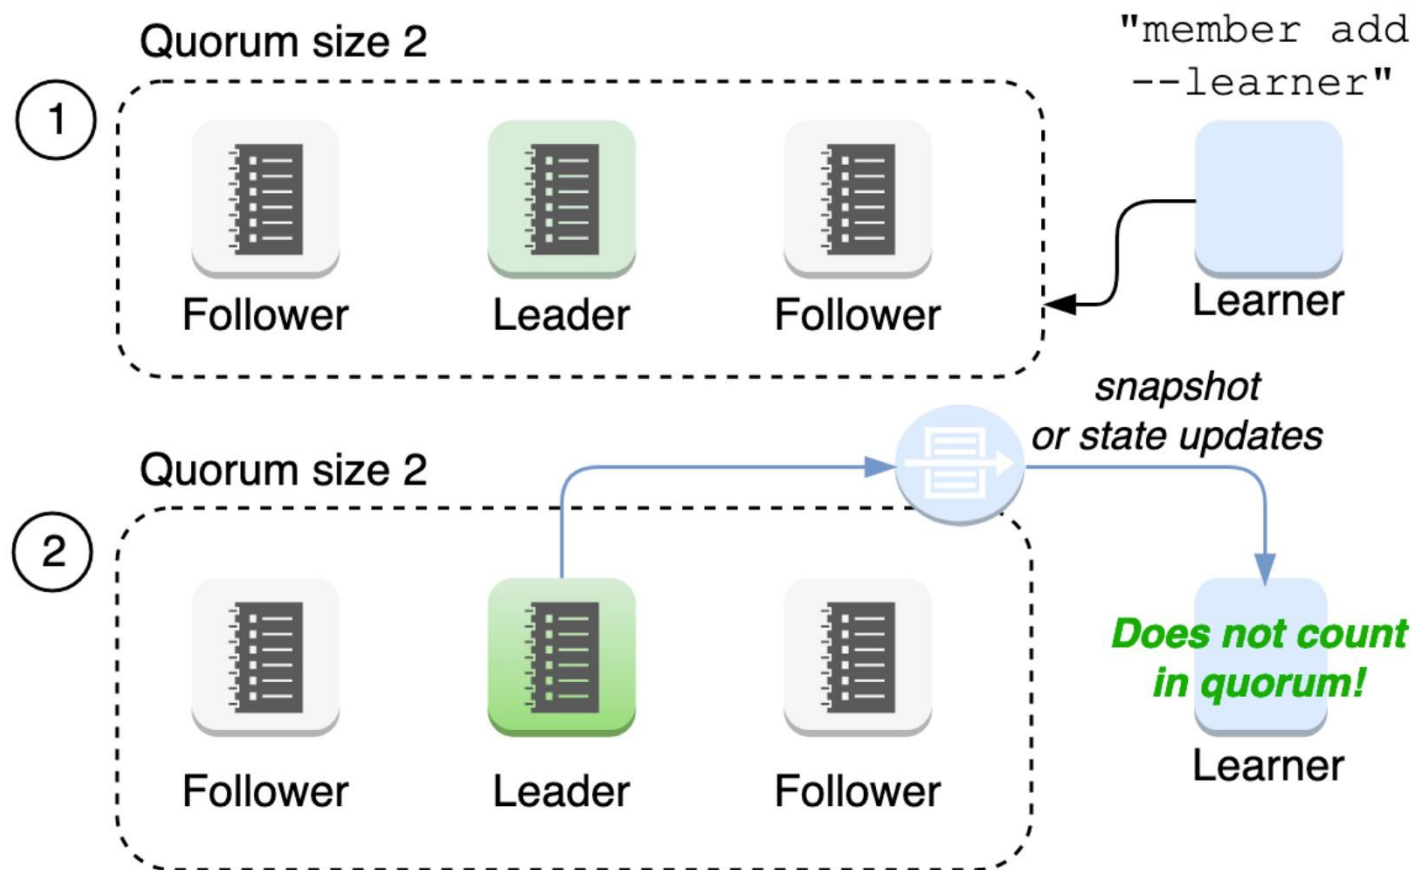 Quorum size 2
"member add
--learner"
1
Follower
Leader
Follower
Learner
snapshot
or state updates
Quorum size 2
2
Does not count
in quorum!
Follower
Leader
Follower
Learner